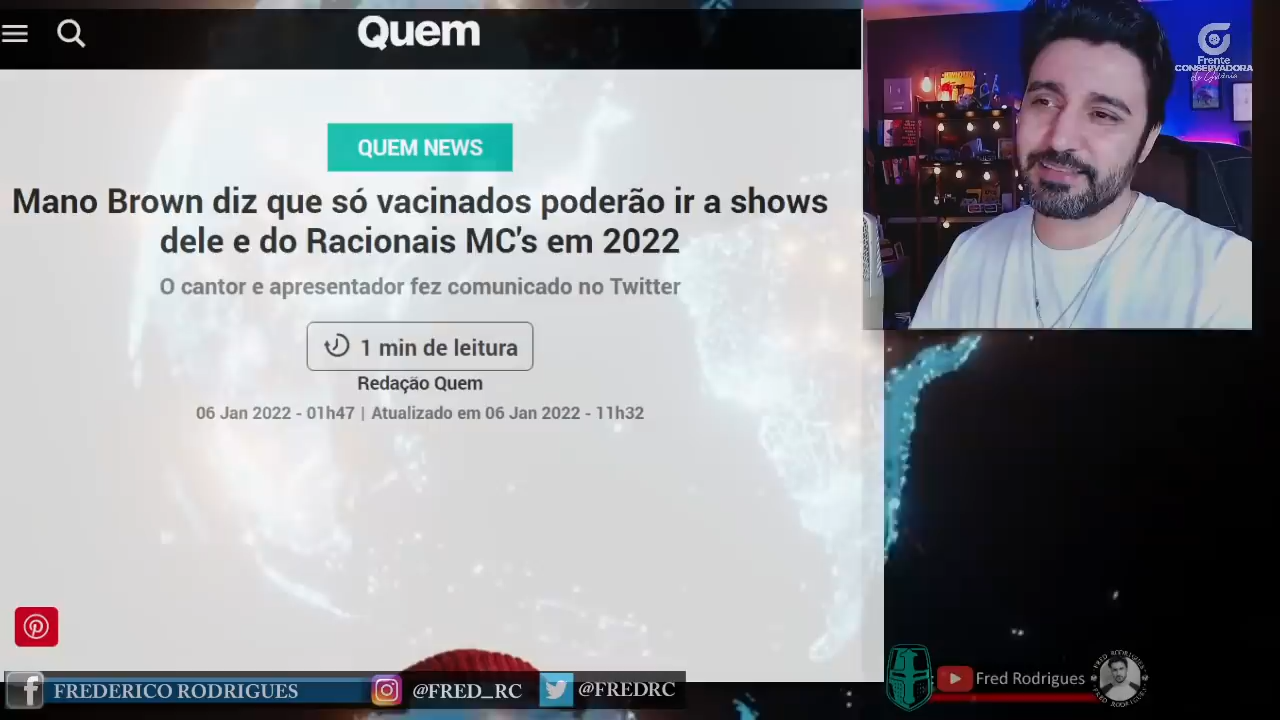 Quem
QUEM NEWS
Mano Brown diz que só vacinados poderão ir a shows
dele e do Racionais MC's em 2022
O cantor e apresentador fez comunicado no Twitter
1 min de leitura
Redação Quem
06 Jan 2022 - 01h47 | Atualizado em 06 Jan 2022 - 11h32
Frente
CONSERVADORA
de Goiânia
FREDERICO RODRIGUES
@FRED_RC
@FREDRC
Fred Rodrigues